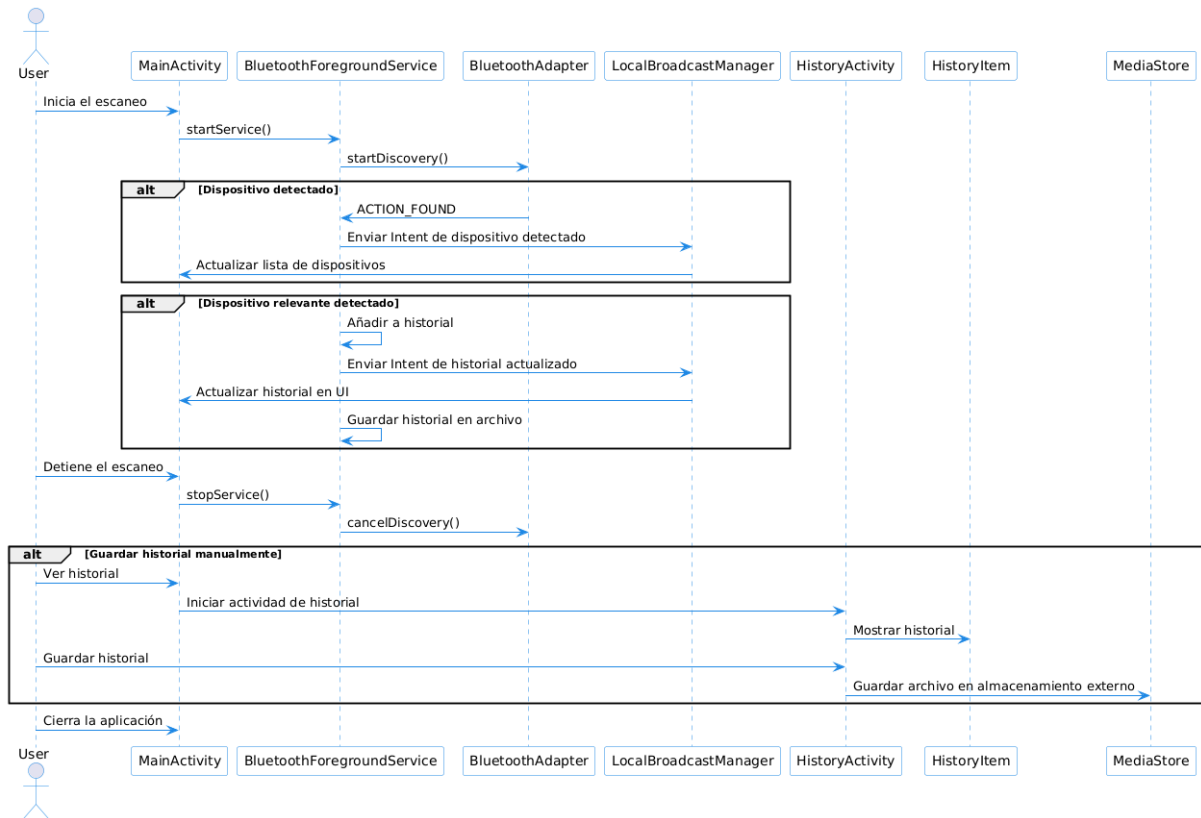 User
MainActivity
BluetoothForegroundService
BluetoothAdapter
LocalBroadcastManager
HistoryActivity
HistoryItem
MediaStore
Inicia el escaneo
startService()
startDiscovery()
alt [Dispositivo detectado]
ACTION_FOUND
Enviar Intent de dispositivo detectado
Actualizar lista de dispositivos
alt [Dispositivo relevante detectado]
Añadir a historial
Enviar Intent de historial actualizado
Actualizar historial en UI
Guardar historial en archivo
Detiene el escaneo
stopService()
cancelDiscovery()
alt [Guardar historial manualmente]
Ver historial
Iniciar actividad de historial
Mostrar historial
Guardar historial
Guardar archivo en almacenamiento externo
Cierra la aplicación
User
MainActivity
BluetoothForegroundService
BluetoothAdapter
LocalBroadcastManager
HistoryActivity
HistoryItem
MediaStore